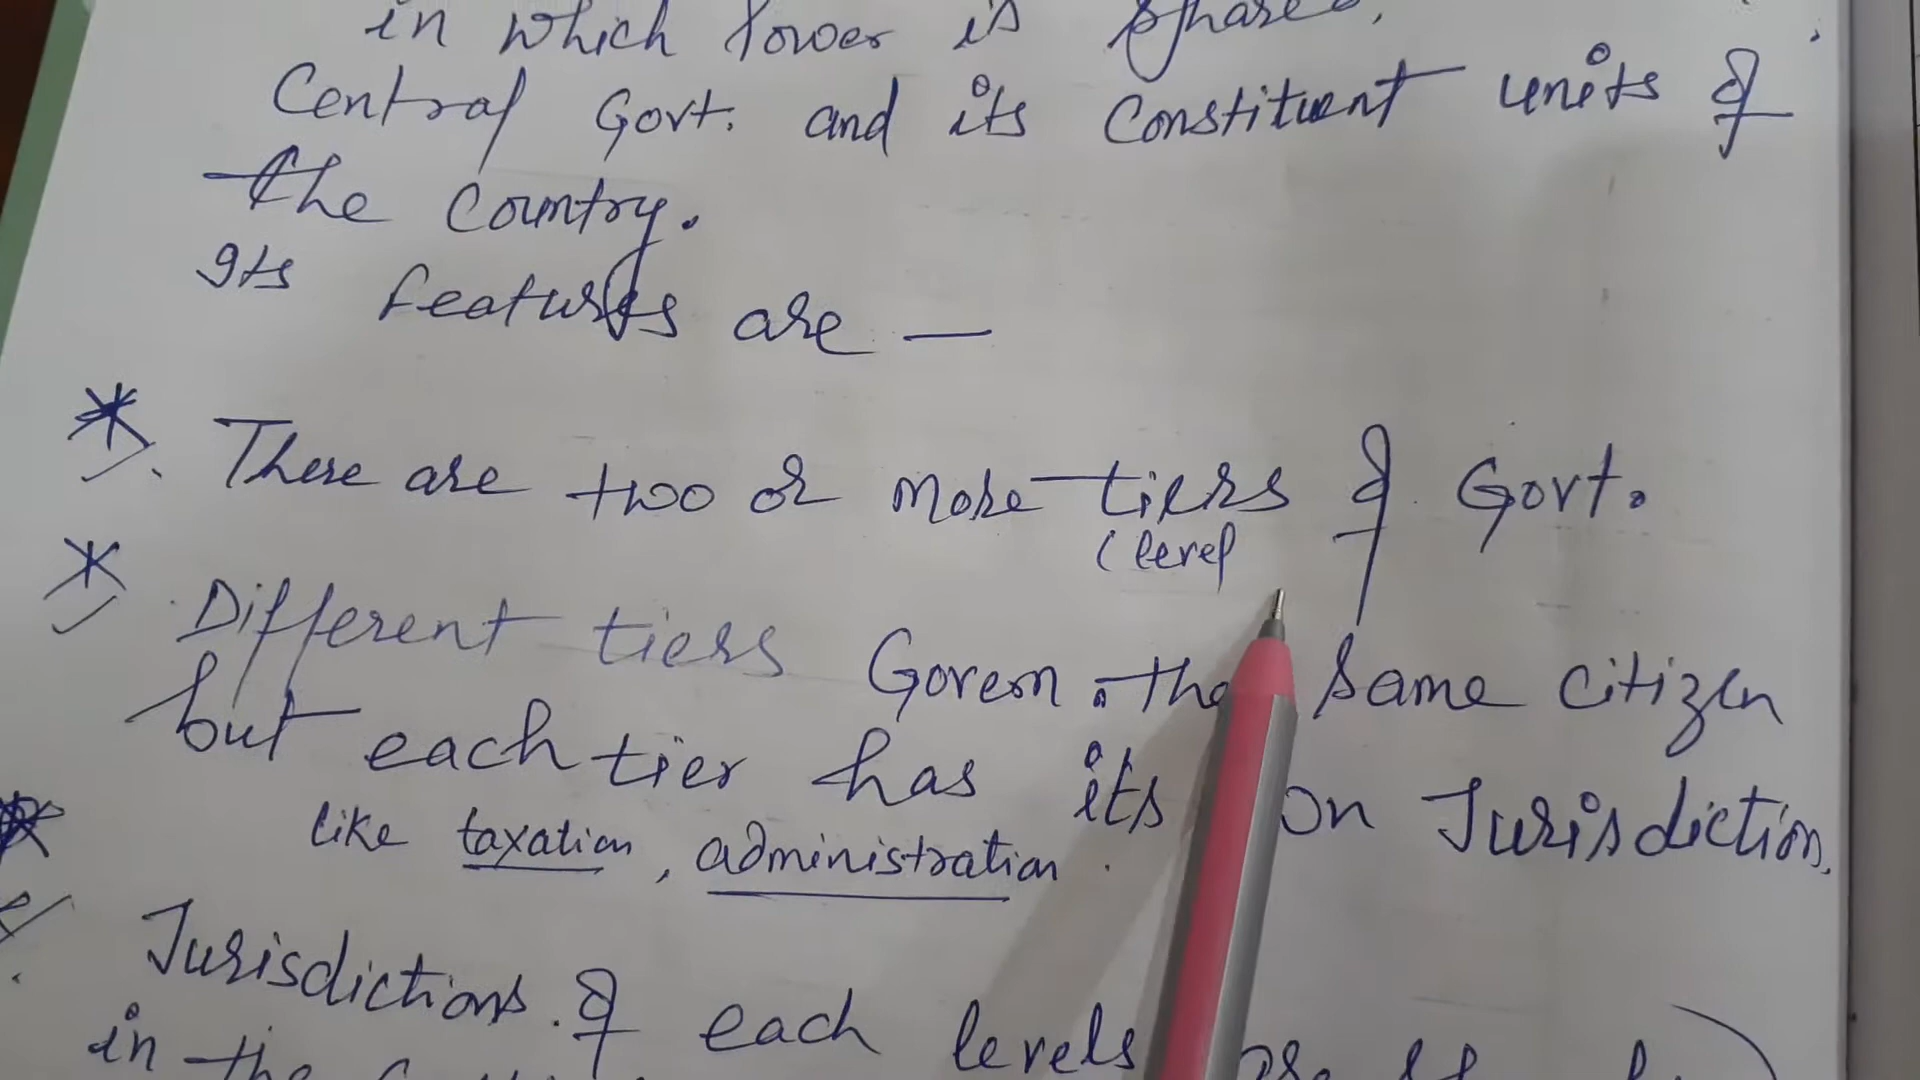 in which Power is Share
Central Govt. and its constituent units of
the country.
Its features are —
There are two or more tiers of Govt.
(level
Different tiers Govern the same citizen
but each tier has its on Jurisdiction.
like taxation, administration.
Jurisdictions of each levels
in the